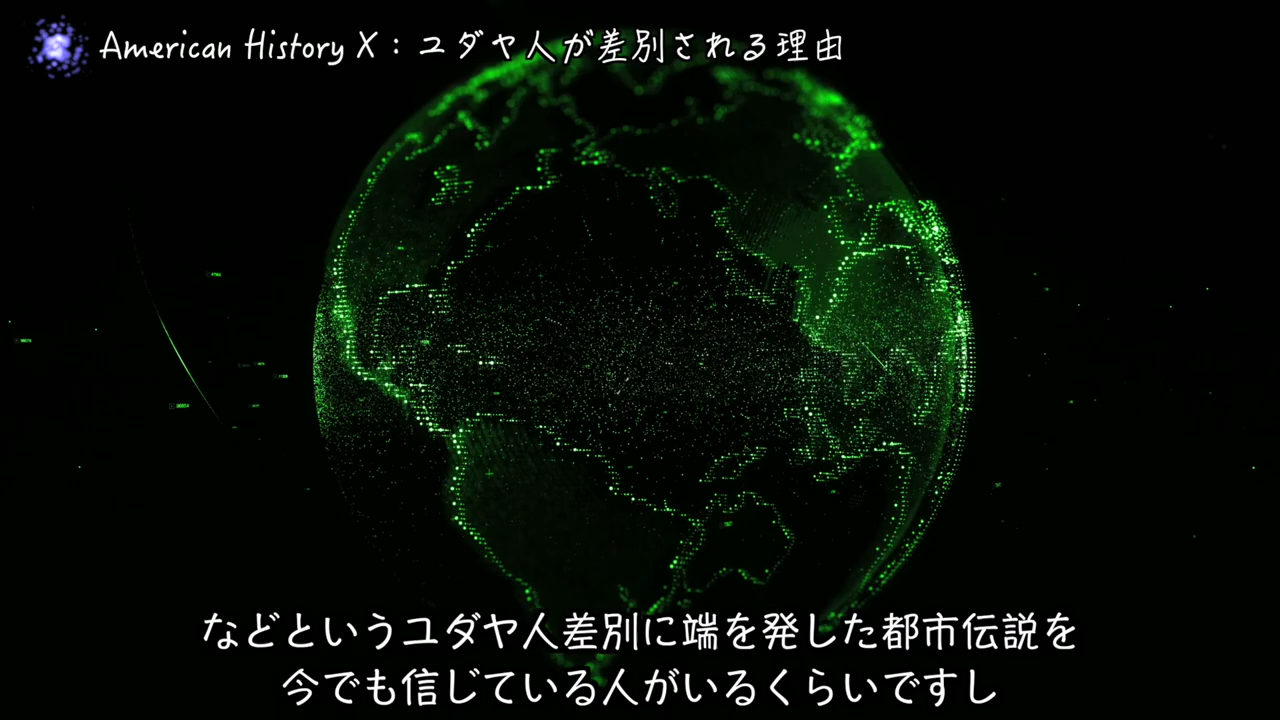 American History X：ユダヤ人が差別される理由
などというユダヤ人差別に端を発した都市伝説を
今でも信じている人がいるくらいですし